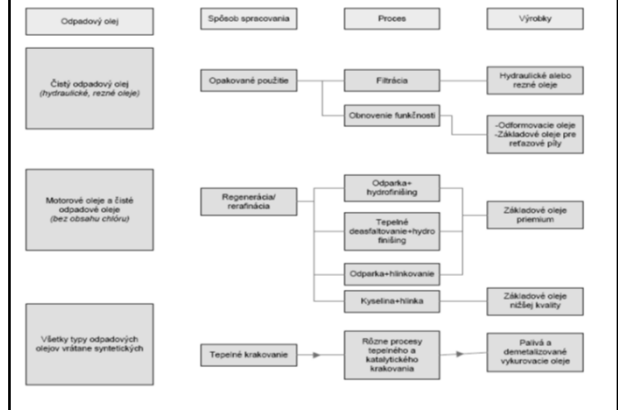 Odpadový olej
Spôsob spracovania
Proces
Výrobky
Čistý odpadový olej
(hydraulické, rezné oleje)
Opakované použitie
Filtrácia
Hydraulické alebo
rezné oleje
Obnovenie funkčnosti
-Odformovacie oleje
-Základové oleje pre
reťazové píly
Motorové oleje a čisté
odpadové oleje
(bez obsahu chlóru)
Regenerácia/
rerafinácia
Odparka+
hydrofinišing
Tepelné
deasfaltovanie+hydro
finišing
Odparka+hlinkovanie
Kyselina+hlinka
Základové oleje
priemium
Základové oleje
nižšej kvality
Všetky typy odpadových
olejov vrátane syntetických
Tepelné krakovanie
Rôzne procesy
tepelného a
katalytického
krakovania
Palivá a
demetalizované
vykurovacie oleje